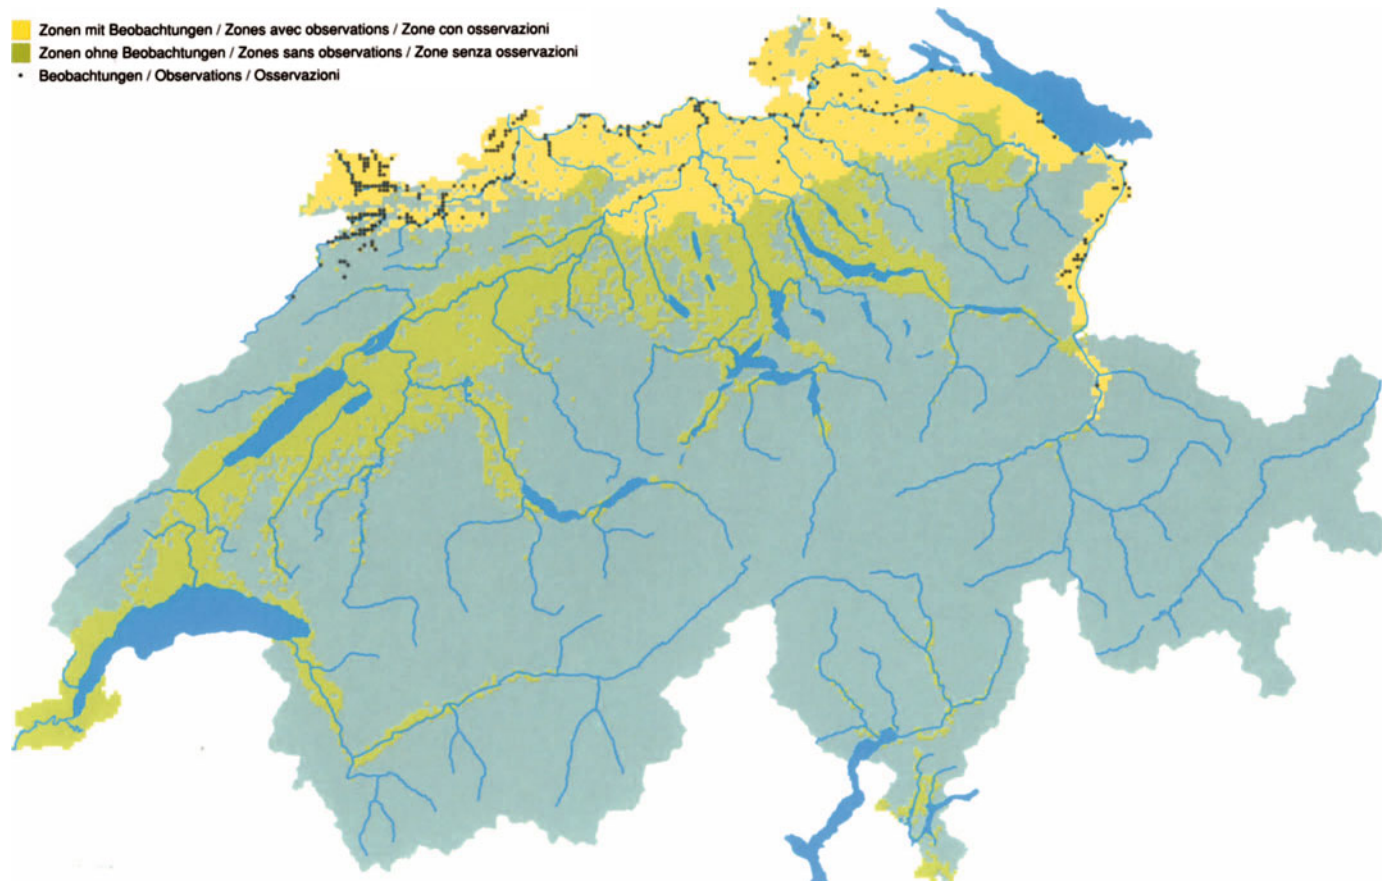 Zonen mit Beobachtungen / Zones avec observations / Zone con osservazioni
Zonen ohne Beobachtungen / Zones sans observations / Zone senza osservazioni
Beobachtungen / Observations / Osservazioni